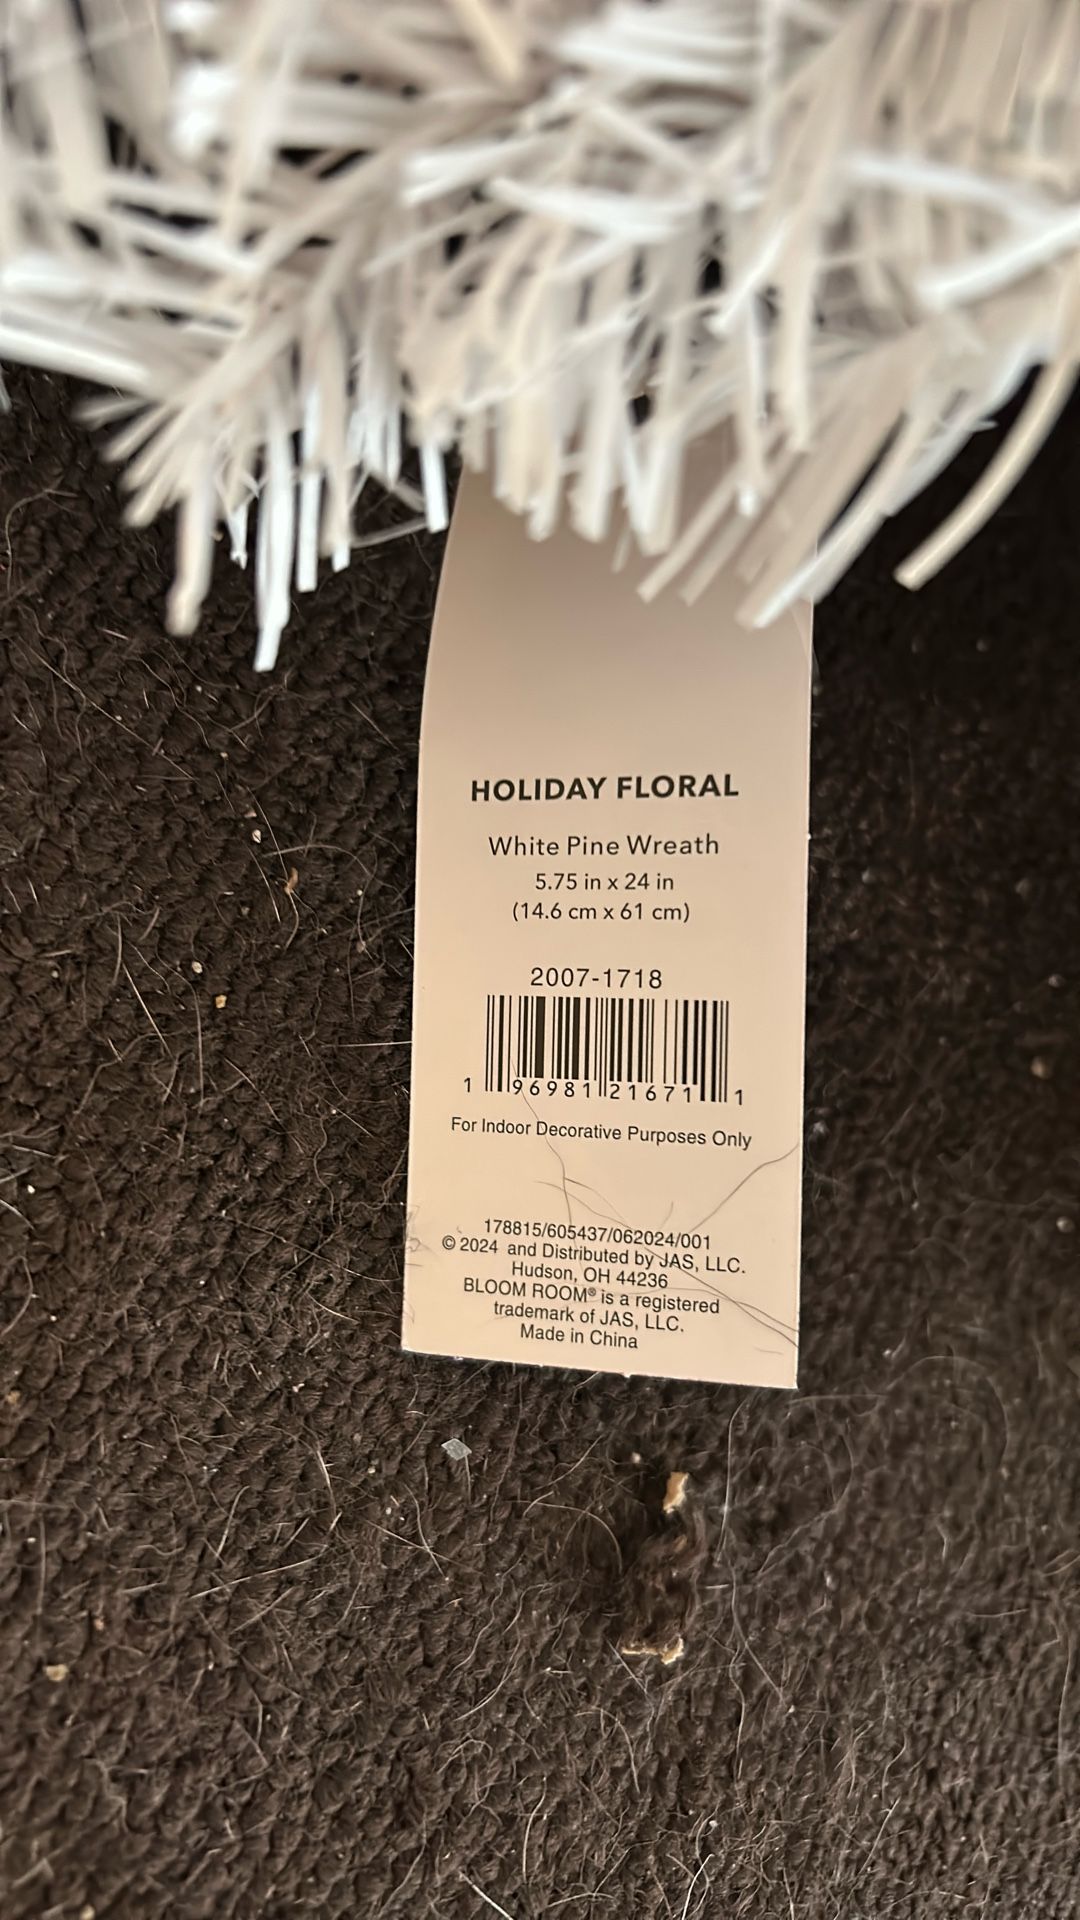 HOLIDAY FLORAL
White Pine Wreath
5.75 in x 24 in
(14.6 cm x 61 cm)
2007-1718
1 96981 21671 1
For Indoor Decorative Purposes Only
178815/605437/062024/001
© 2024 and Distributed by JAS, LLC.
Hudson, OH 44236
BLOOM ROOM® is a registered
trademark of JAS, LLC.
Made in China